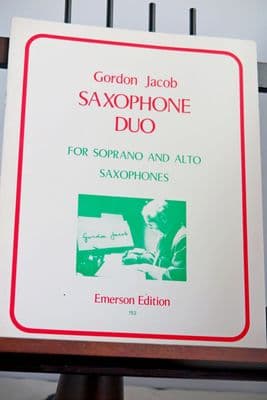 Gordon Jacob
SAXOPHONE
DUO
FOR SOPRANO AND ALTO
SAXOPHONES
Gordon Jacob
Emerson Edition
153